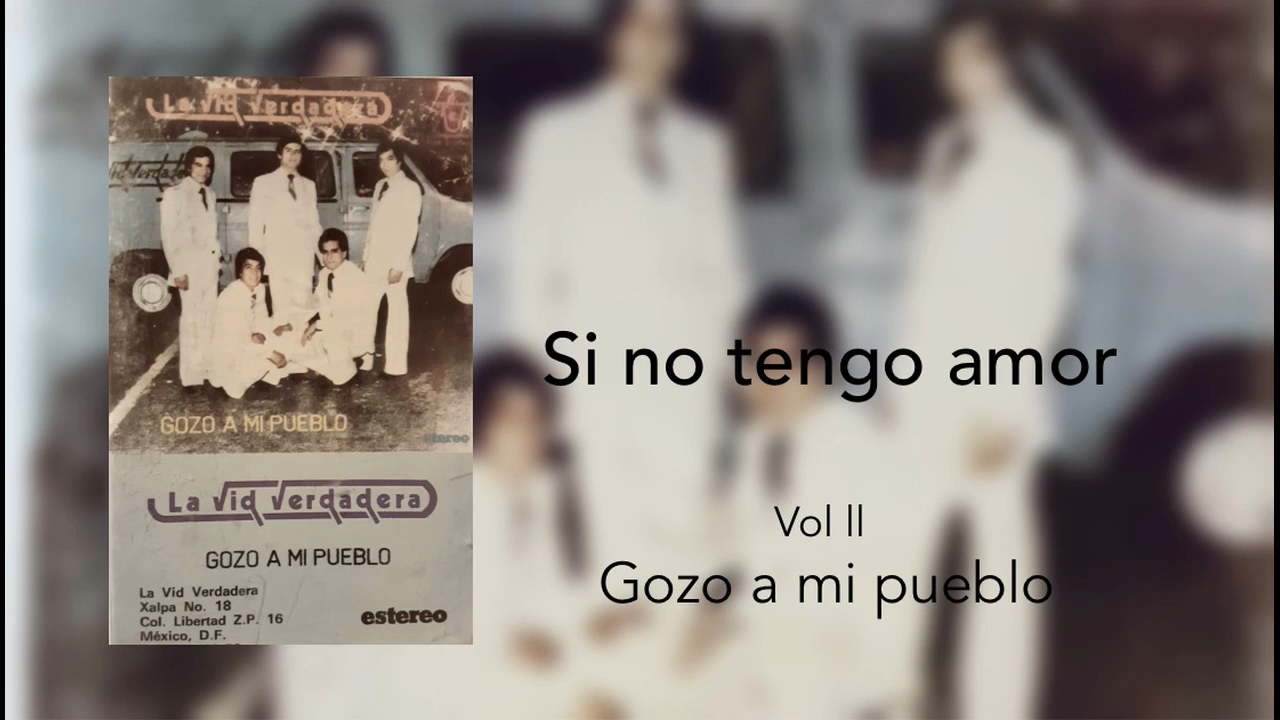 La Vid Verdadera
GOZO A MI PUEBLO
estereo
La Vid Verdadera
GOZO A MI PUEBLO
La Vid Verdadera
Xalpa No. 18
Col. Libertad Z.P. 16
México, D.F.
estereo
Si no tengo amor
Vol ll
Gozo a mi pueblo